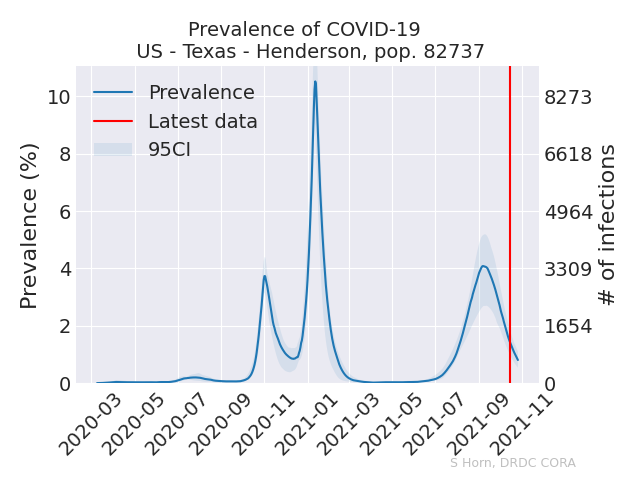 Prevalence of COVID-19
US - Texas - Henderson, pop. 82737
Prevalence
Latest data
95CI
Prevalence (%)
10
8
6
4
2
0
8273
6618
4964
3309
1654
0
# of infections
2020-03
2020-05
2020-07
2020-09
2020-11
2021-01
2021-03
2021-05
2021-07
2021-09
2021-11
S Horn, DRDC CORA